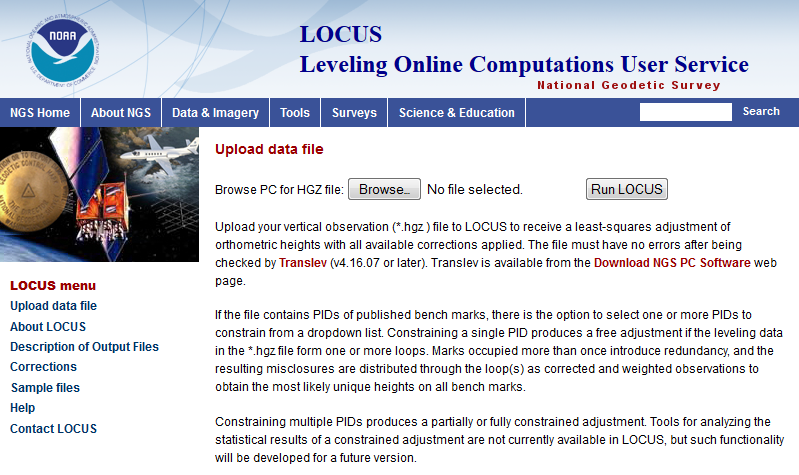 NOAA
LOCUS
Leveling Online Computations User Service
National Geodetic Survey
NGS Home
About NGS
Data & Imagery
Tools
Surveys
Science & Education
Search
Upload data file
Browse PC for HGZ file:
Browse...
No file selected.
Run LOCUS
Upload your vertical observation (*.hgz ) file to LOCUS to receive a least-squares adjustment of
orthometric heights with all available corrections applied. The file must have no errors after being
checked by Translev (v4.16.07 or later). Translev is available from the Download NGS PC Software web
page.
If the file contains PIDs of published bench marks, there is the option to select one or more PIDs to
constrain from a dropdown list. Constraining a single PID produces a free adjustment if the leveling data
in the *.hgz file form one or more loops. Marks occupied more than once introduce redundancy, and the
resulting misclosures are distributed through the loop(s) as corrected and weighted observations to
obtain the most likely unique heights on all bench marks.
Constraining multiple PIDs produces a partially or fully constrained adjustment. Tools for analyzing the
statistical results of a constrained adjustment are not currently available in LOCUS, but such functionality
will be developed for a future version.
LOCUS menu
Upload data file
About LOCUS
Description of Output Files
Corrections
Sample files
Help
Contact LOCUS